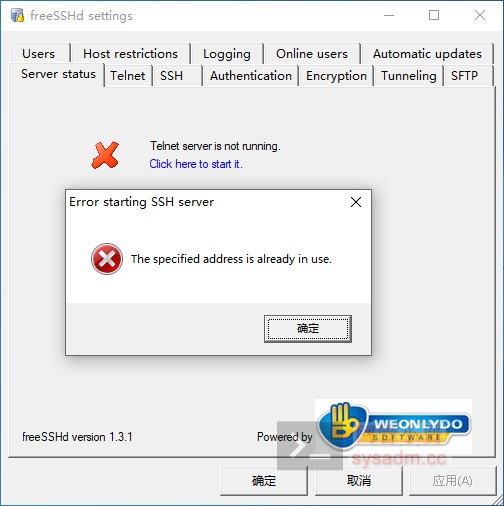 freeSSHd settings
Users
Host restrictions
Logging
Online users
Automatic updates
Server status
Telnet
SSH
Authentication
Encryption
Tunneling
SFTP
Telnet server is not running.
Click here to start it.
Error starting SSH server
The specified address is already in use.
确定
freeSSHd version 1.3.1
Powered by
WEONLYDO
SOFTWARE
sysadm.cc
确定
取消
应用(A)